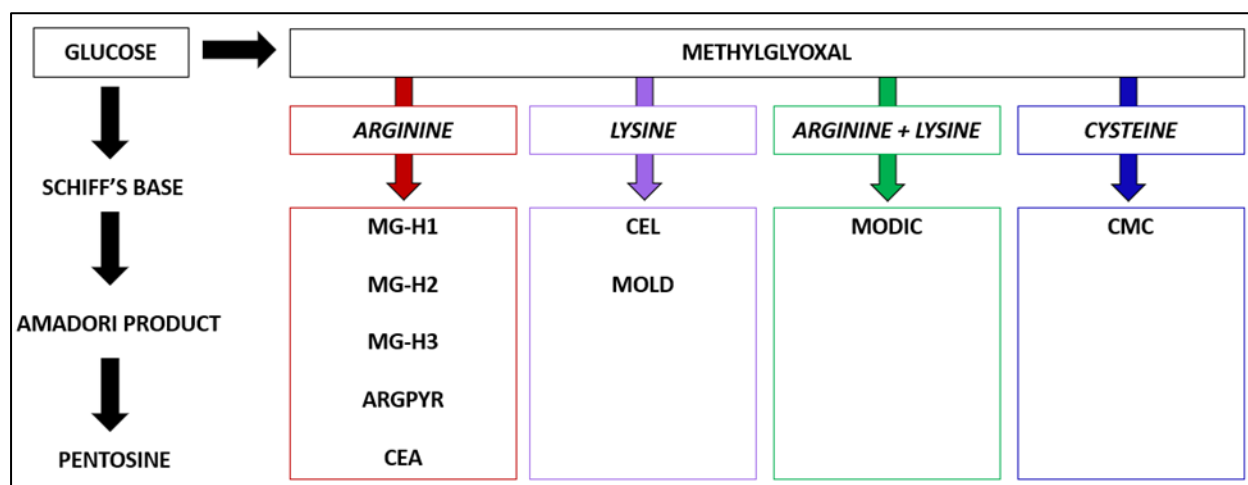 GLUCOSE
METHYLGLYOXAL
ARGININE
LYSINE
ARGININE + LYSINE
CYSTEINE
SCHIFF'S BASE
AMADORI PRODUCT
PENTOSINE
MG-H1
MG-H2
MG-H3
ARGPYR
CEA
CEL
MOLD
MODIC
CMC